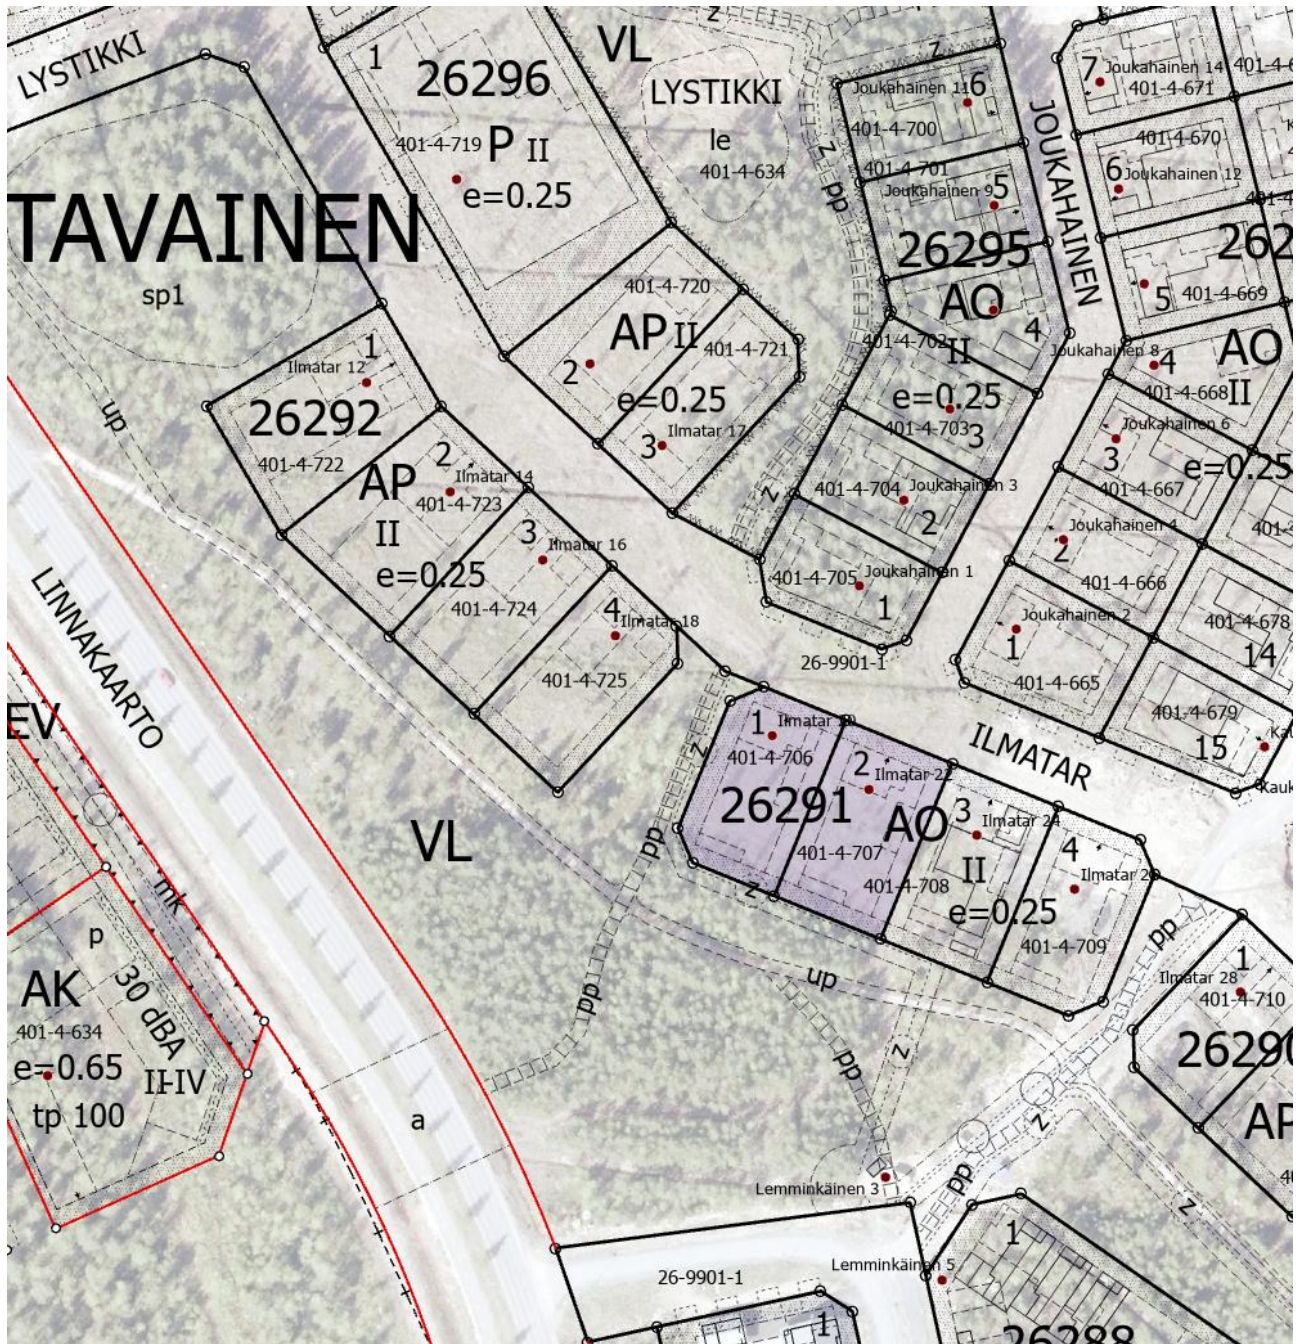 z
VL
LYSTIKKI
1
26296
LYSTIKKI
le
401-4-634
401-4-719
P II
e=0.25
z
6
Joukahainen 11
401-4-700
z
pp
401-4-701
Joukahainen 9
5
JOUKAHAINEN
7
Joukahainen 14
401-4-671
401-4-670
6
Joukahainen 12
TAVAINEN
sp1
26295
AO
II
4
401-4-702
e=0.25
401-4-703
3
5
401-4-669
Joukahainen 8
4
401-4-668
AO
II
e=0.25
401-4-720
AP II
401-4-721
2
e=0.25
3
Ilmatar 17
1
Ilmatar 12
26292
401-4-722
up
AP
II
e=0.25
2
Ilmatar 14
401-4-723
3
Ilmatar 16
401-4-724
4
Ilmatar 18
401-4-725
Joukahainen 6
3
401-4-667
z
401-4-704
Joukahainen 3
2
Joukahainen 4
2
401-4-666
401-4-705
Joukahainen 1
1
Joukahainen 2
1
401-4-665
401-4-678
14
26-9901-1
401-4-679
15
LINNAKAARTO
EV
ILMATAR
z
1
Ilmatar 20
401-4-706
2
Ilmatar 22
26291
AO
II
e=0.25
401-4-707
3
Ilmatar 24
401-4-708
4
401-4-709
VL
pp
z
mk
p
30 dBA
AK
401-4-634
e=0.65
II-IV
tp 100
up
pp
pp
z
pp
Ilmatar 28
1
401-4-710
AP
a
z
pp
z
Lemminkäinen 3
1
Lemminkäinen 5
26-9901-1
1
26288